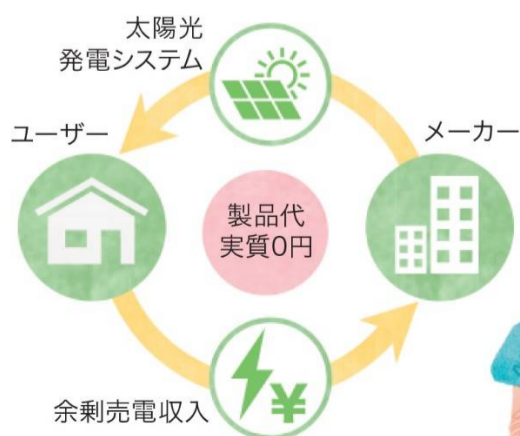 太陽光
発電システム
ユーザー
メーカー
製品代
実質0円
¥
余剰売電収入